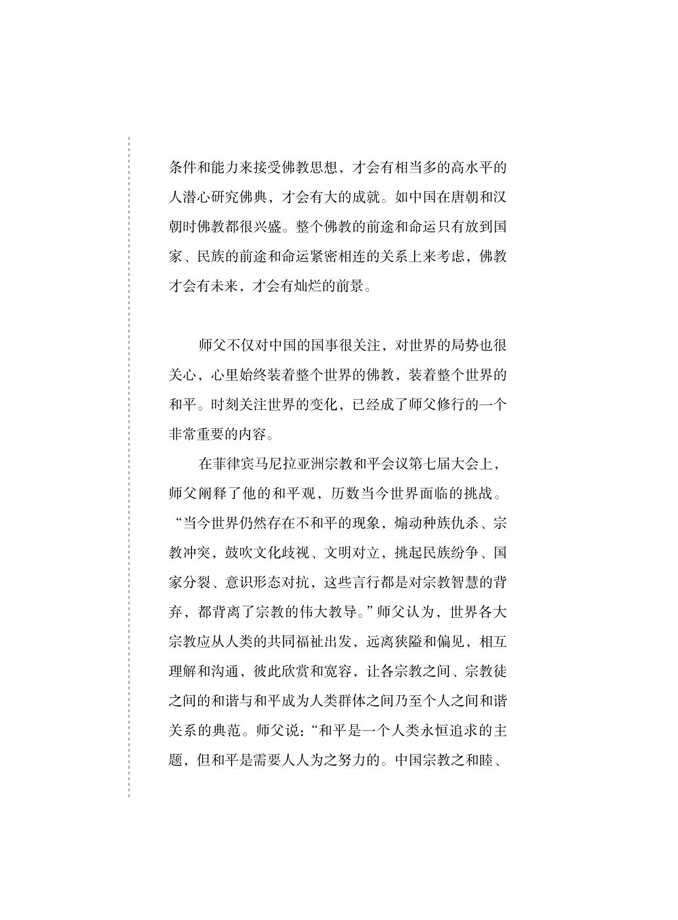 条件和能力来接受佛教思想，才会有相当多的高水平的
人潜心研究佛典，才会有大的成就。如中国在唐朝和汉
朝时佛教都很兴盛。整个佛教的前途和命运只有放到国
家、民族的前途和命运紧密相连的关系上来考虑，佛教
才会有未来，才会有灿烂的前景。
师父不仅对中国的国事很关注，对世界的局势也很
关心，心里始终装着整个世界的佛教，装着整个世界的
和平。时刻关注世界的变化，已经成了师父修行的一个
非常重要的内容。
在菲律宾马尼拉亚洲宗教和平会议第七届大会上，
师父阐释了他的和平观，历数当今世界面临的挑战。
“当今世界仍然存在不和平的现象，煽动种族仇杀、宗
教冲突，鼓吹文化歧视、文明对立，挑起民族纷争、国
家分裂、意识形态对抗，这些言行都是对宗教智慧的背
弃，都背离了宗教的伟大教导。”师父认为，世界各大
宗教应从人类的共同福祉出发，远离狭隘和偏见，相互
理解和沟通，彼此欣赏和宽容，让各宗教之间、宗教徒
之间的和谐与和平成为人类群体之间乃至个人之间和谐
关系的典范。师父说：“和平是一个人类永恒追求的主
题，但和平是需要人人为之努力的。中国宗教之和睦、